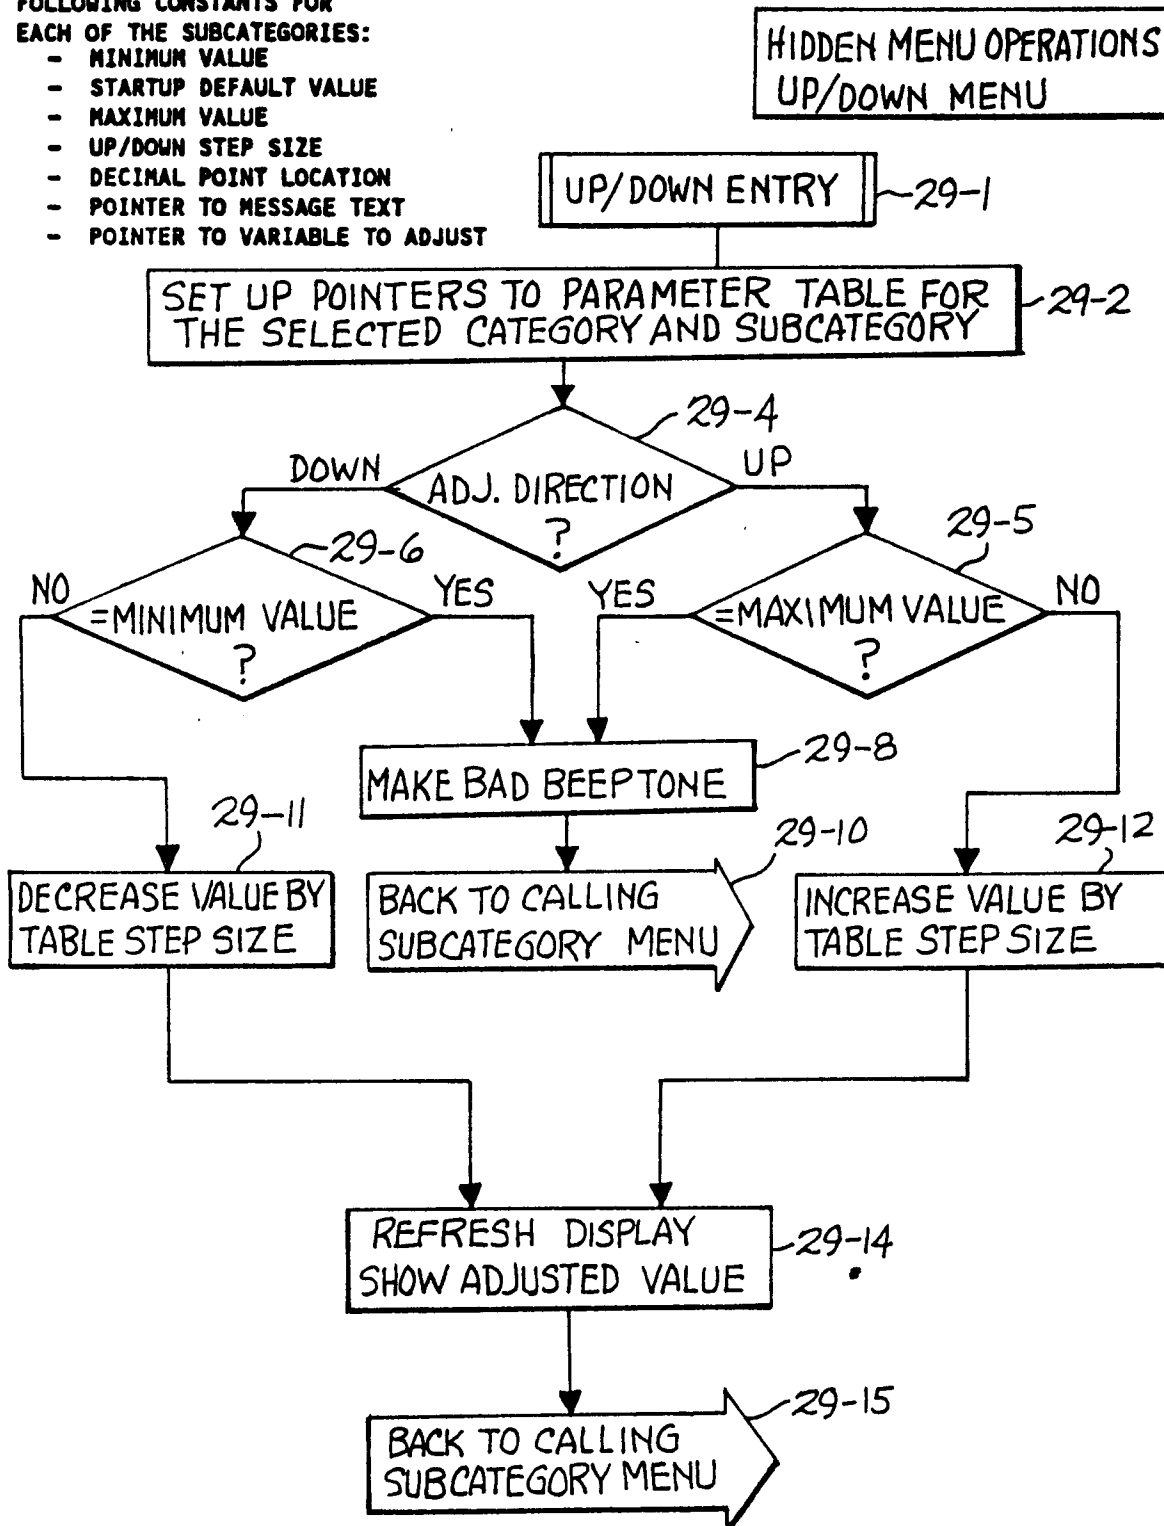 FOLLOWING CONSTANTS FOR
EACH OF THE SUBCATEGORIES:
- MINIMUM VALUE
- STARTUP DEFAULT VALUE
- MAXIMUM VALUE
- UP/DOWN STEP SIZE
- DECIMAL POINT LOCATION
- POINTER TO MESSAGE TEXT
- POINTER TO VARIABLE TO ADJUST
HIDDEN MENU OPERATIONS
UP/DOWN MENU
UP/DOWN ENTRY
29-1
SET UP POINTERS TO PARAMETER TABLE FOR
THE SELECTED CATEGORY AND SUBCATEGORY
29-2
29-4
DOWN
ADJ. DIRECTION
?
UP
29-6
29-5
NO
=MINIMUM VALUE
?
YES
YES
=MAXIMUM VALUE
?
NO
MAKE BAD BEEPTONE
29-8
29-11
29-10
29-12
DECREASE VALUE BY
TABLE STEP SIZE
BACK TO CALLING
SUBCATEGORY MENU
INCREASE VALUE BY
TABLE STEP SIZE
REFRESH DISPLAY
SHOW ADJUSTED VALUE
29-14
29-15
BACK TO CALLING
SUBCATEGORY MENU